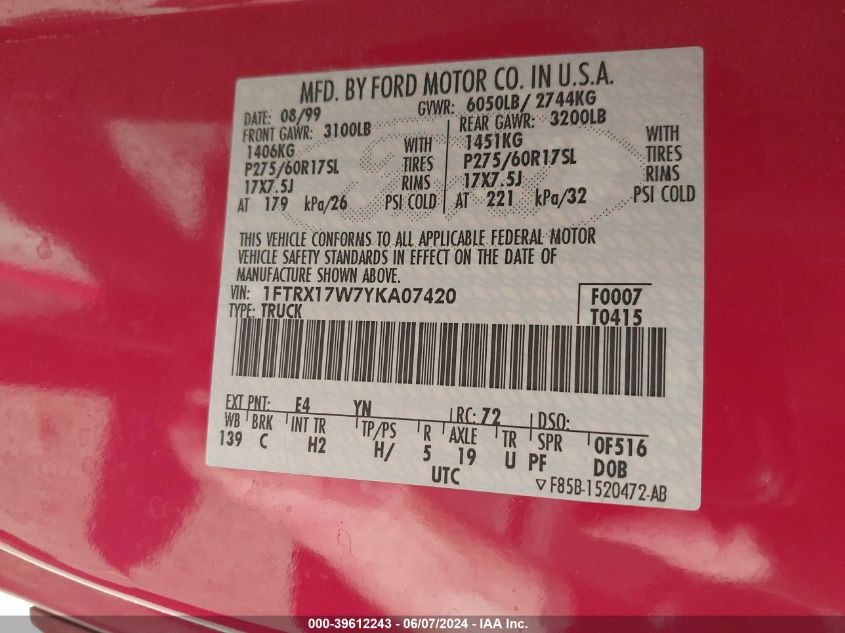 MFD. BY FORD MOTOR CO. IN U.S.A.
DATE: 08/99 GVWR: 6050LB/ 2744KG
FRONT GAWR: 3100LB REAR GAWR: 3200LB
1406KG WITH 1451KG WITH
P275/60R17SL TIRES P275/60R17SL TIRES
17X7.5J RIMS 17X7.5J RIMS
AT 179 kPa/26 PSI COLD AT 221 kPa/32 PSI COLD
THIS VEHICLE CONFORMS TO ALL APPLICABLE FEDERAL MOTOR
VEHICLE SAFETY STANDARDS IN EFFECT ON THE DATE OF
MANUFACTURE SHOWN ABOVE.
VIN: 1FTRX17W7YKA07420 F0007
TYPE: TRUCK T0415
EXT PNT: E4 YN RC: 72 DSO:
WB BRK INT TR TP/PS R AXLE TR SPR 0F516
139 C H2 H/ 5 19 U PF DOB
UTC ▽F85B-1520472-AB
000-39612243 - 06/07/2024 - IAA Inc.